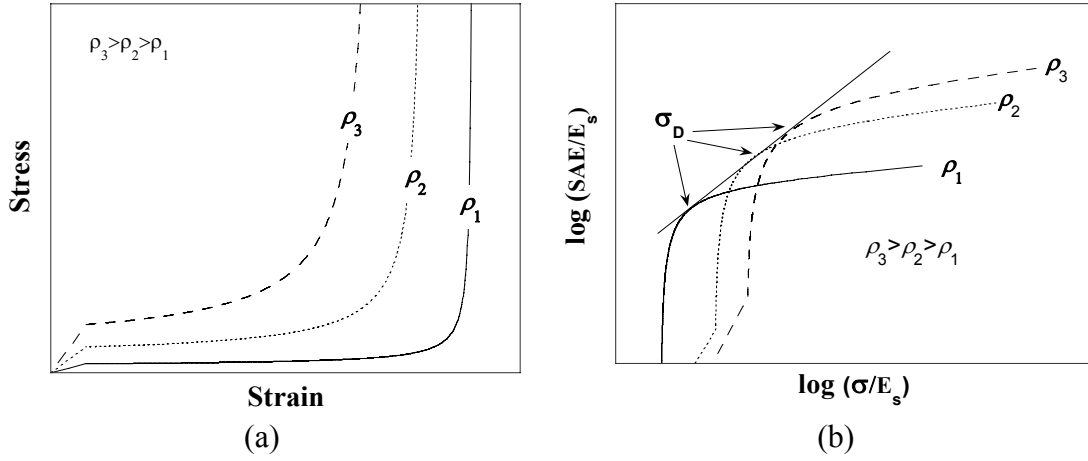 ρ₃>ρ₂>ρ₁
ρ₃
ρ₂
ρ₁
Stress
Strain
(a)
ρ₃
ρ₂
σ_D
ρ₁
ρ₃>ρ₂>ρ₁
log (SAE/Eₛ)
log (σ/Eₛ)
(b)